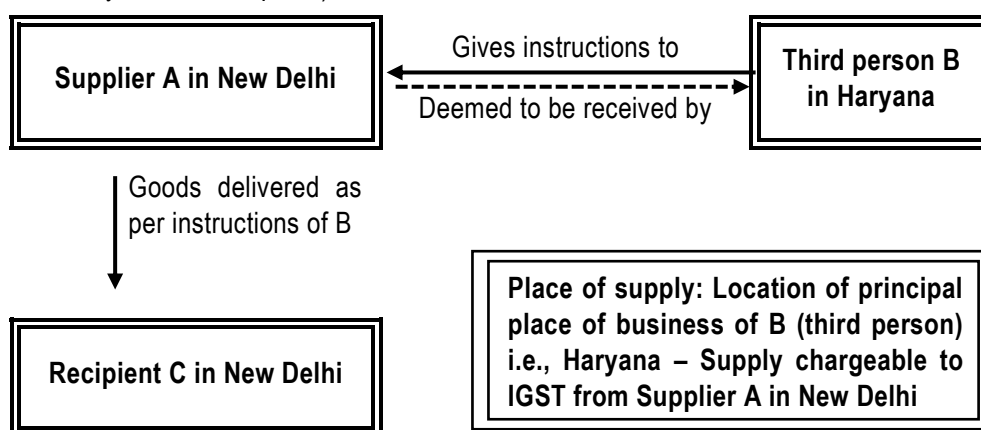 Gives instructions to
Supplier A in New Delhi
Third person B
in Haryana
Deemed to be received by
Goods delivered as
per instructions of B
Place of supply: Location of principal
place of business of B (third person)
i.e., Haryana – Supply chargeable to
IGST from Supplier A in New Delhi
Recipient C in New Delhi